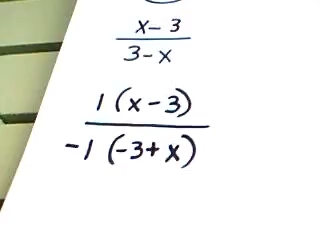 x - 3
3 - x
1 (x - 3)
-1 (-3 + x)